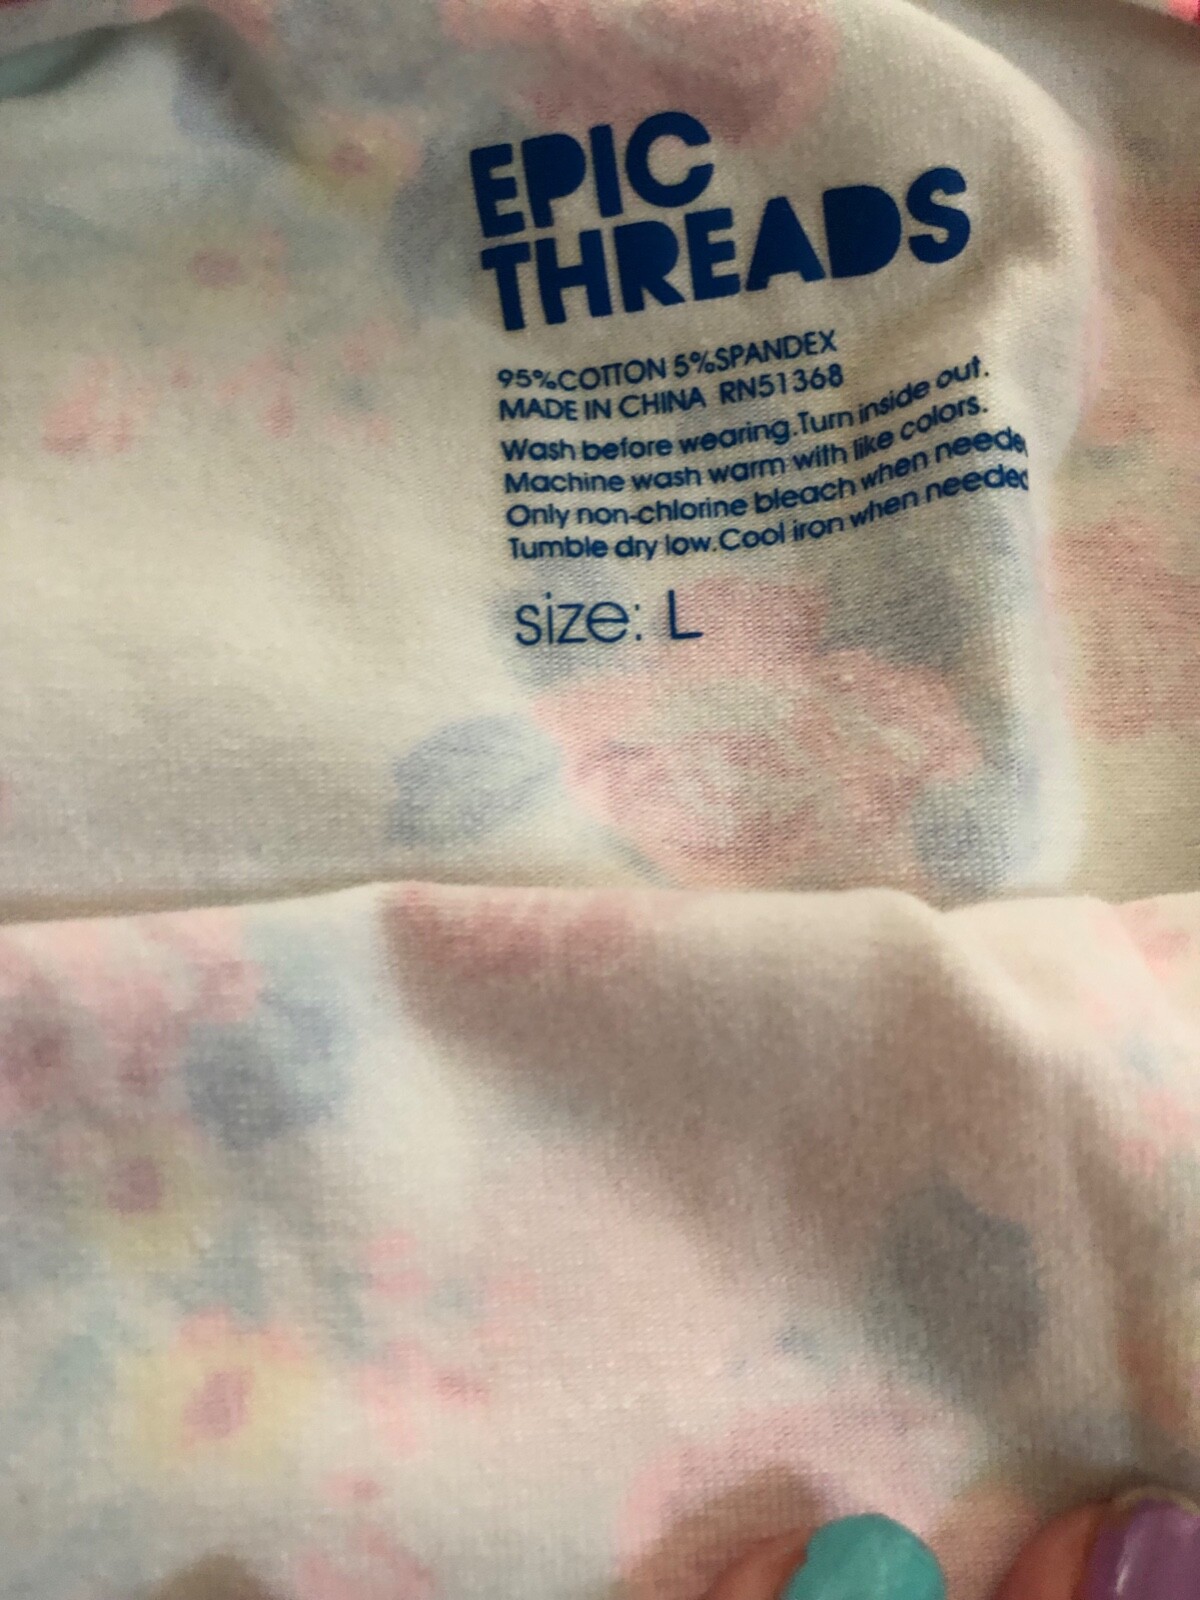 EPIC
THREADS
95%COTTON 5%SPANDEX
MADE IN CHINA RN51368
Wash before wearing.Turn inside out.
Machine wash warm with like colors.
Only non-chlorine bleach when neede
Tumble dry low.Cool iron when needed
size: L